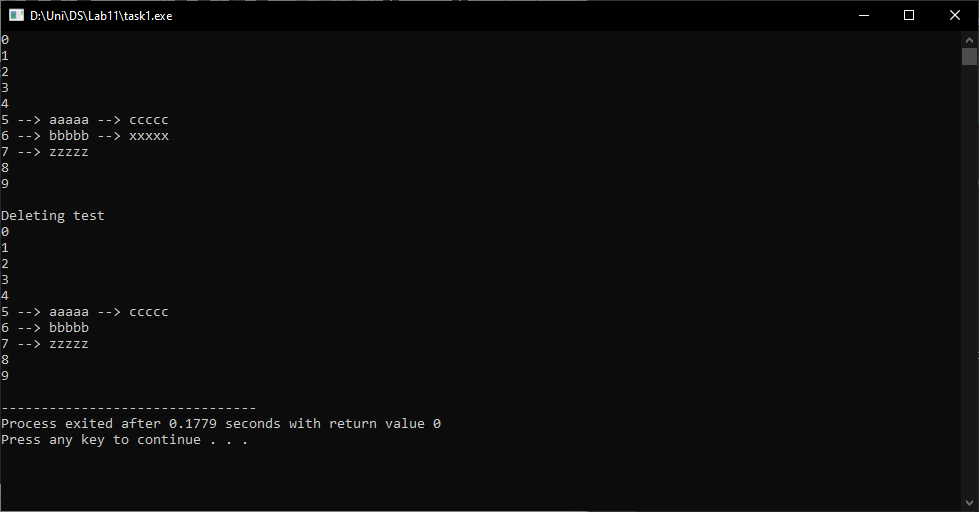 D:\Uni\DS\Lab11\task1.exe
0
1
2
3
4
5 --> aaaaa --> ccccc
6 --> bbbbb --> xxxxx
7 --> zzzzz
8
9
Deleting test
0
1
2
3
4
5 --> aaaaa --> ccccc
6 --> bbbbb
7 --> zzzzz
8
9
--------------------------------
Process exited after 0.1779 seconds with return value 0
Press any key to continue . . .